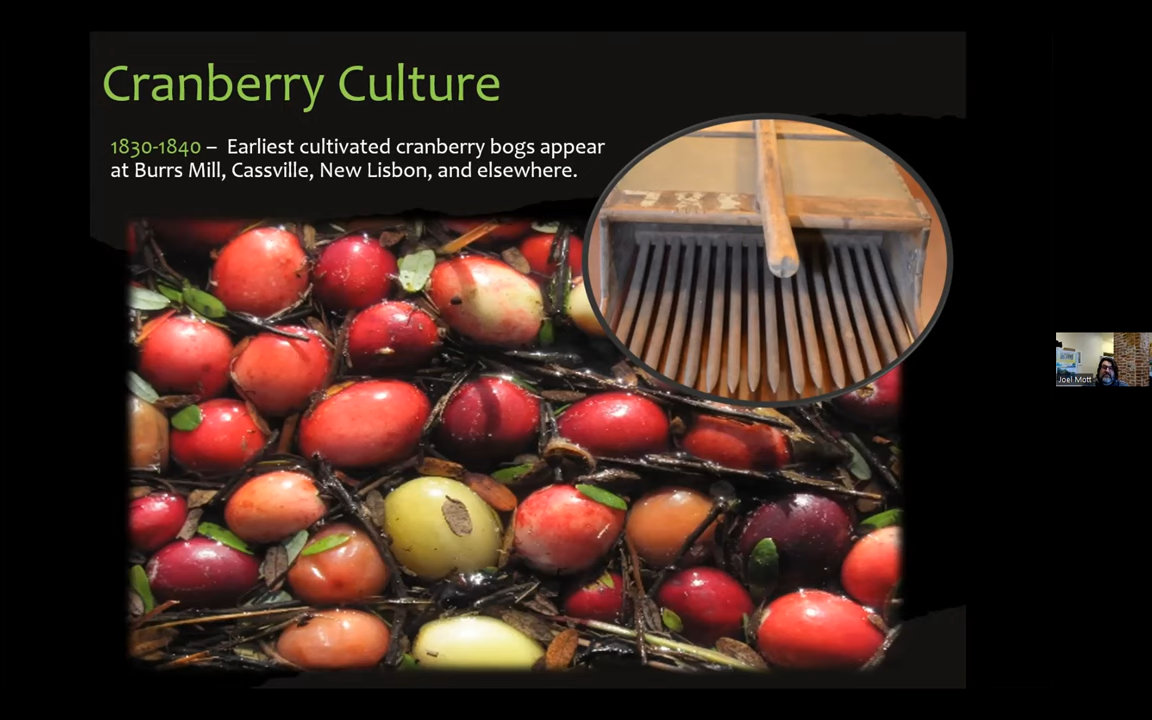 Cranberry Culture
1830-1840 – Earliest cultivated cranberry bogs appear
at Burrs Mill, Cassville, New Lisbon, and elsewhere.
Joel Mott